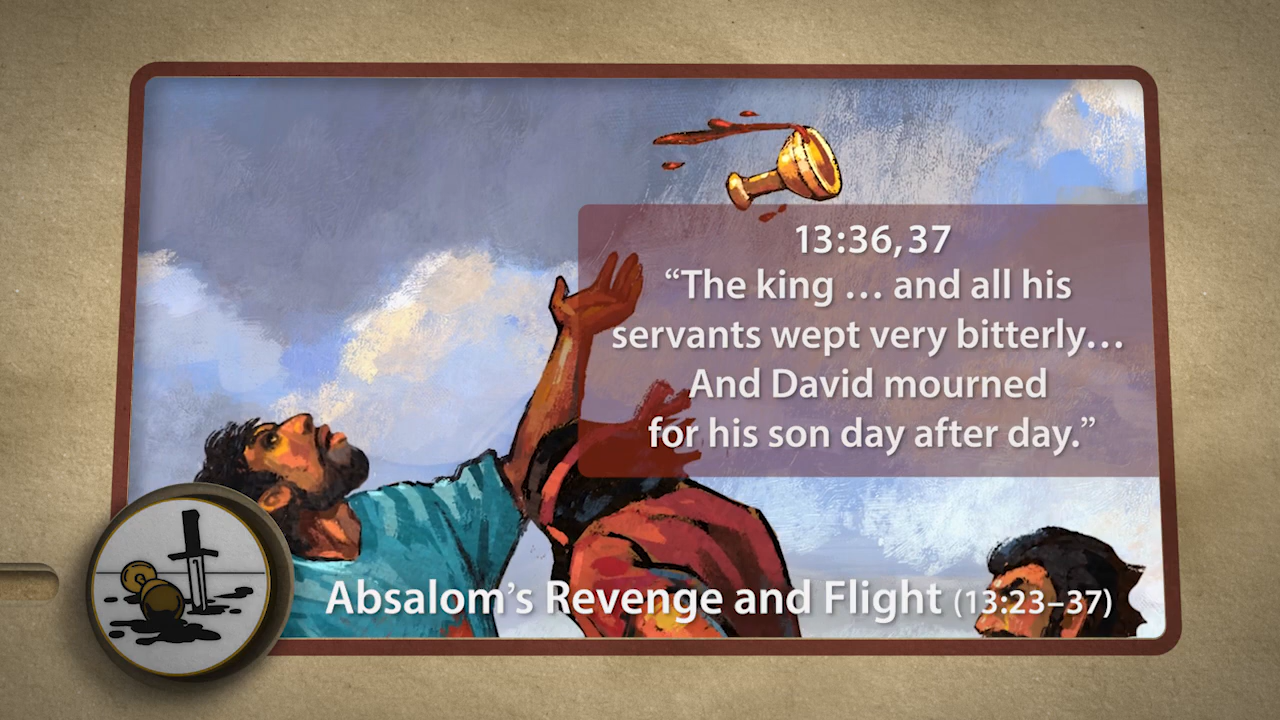 13:36,37
“The king … and all his
servants wept very bitterly…
And David mourned
for his son day after day.”
Absalom’s Revenge and Flight (13:23–37)